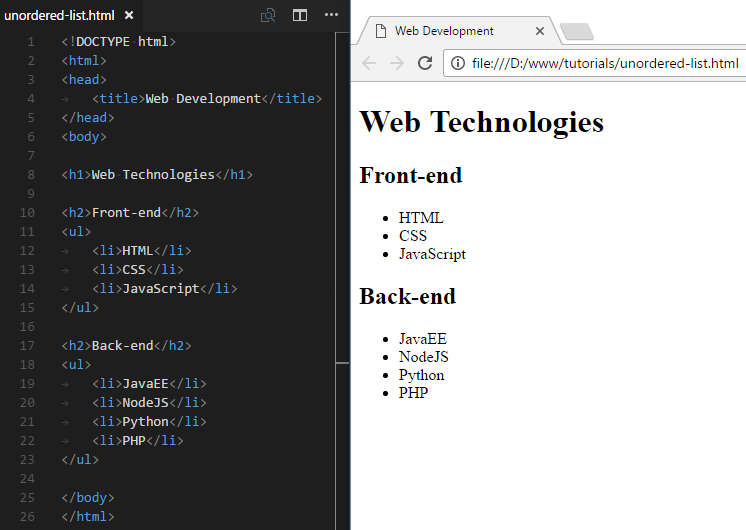 unordered-list.html
1 <!DOCTYPE html>
2 <html>
3 <head>
4 <title>Web Development</title>
5 </head>
6 <body>
7
8 <h1>Web Technologies</h1>
9
10 <h2>Front-end</h2>
11 <ul>
12 <li>HTML</li>
13 <li>CSS</li>
14 <li>JavaScript</li>
15 </ul>
16
17 <h2>Back-end</h2>
18 <ul>
19 <li>JavaEE</li>
20 <li>NodeJS</li>
21 <li>Python</li>
22 <li>PHP</li>
23 </ul>
24
25 </body>
26 </html>
Web Development
file:///D:/www/tutorials/unordered-list.html
Web Technologies
Front-end
• HTML
• CSS
• JavaScript
Back-end
• JavaEE
• NodeJS
• Python
• PHP